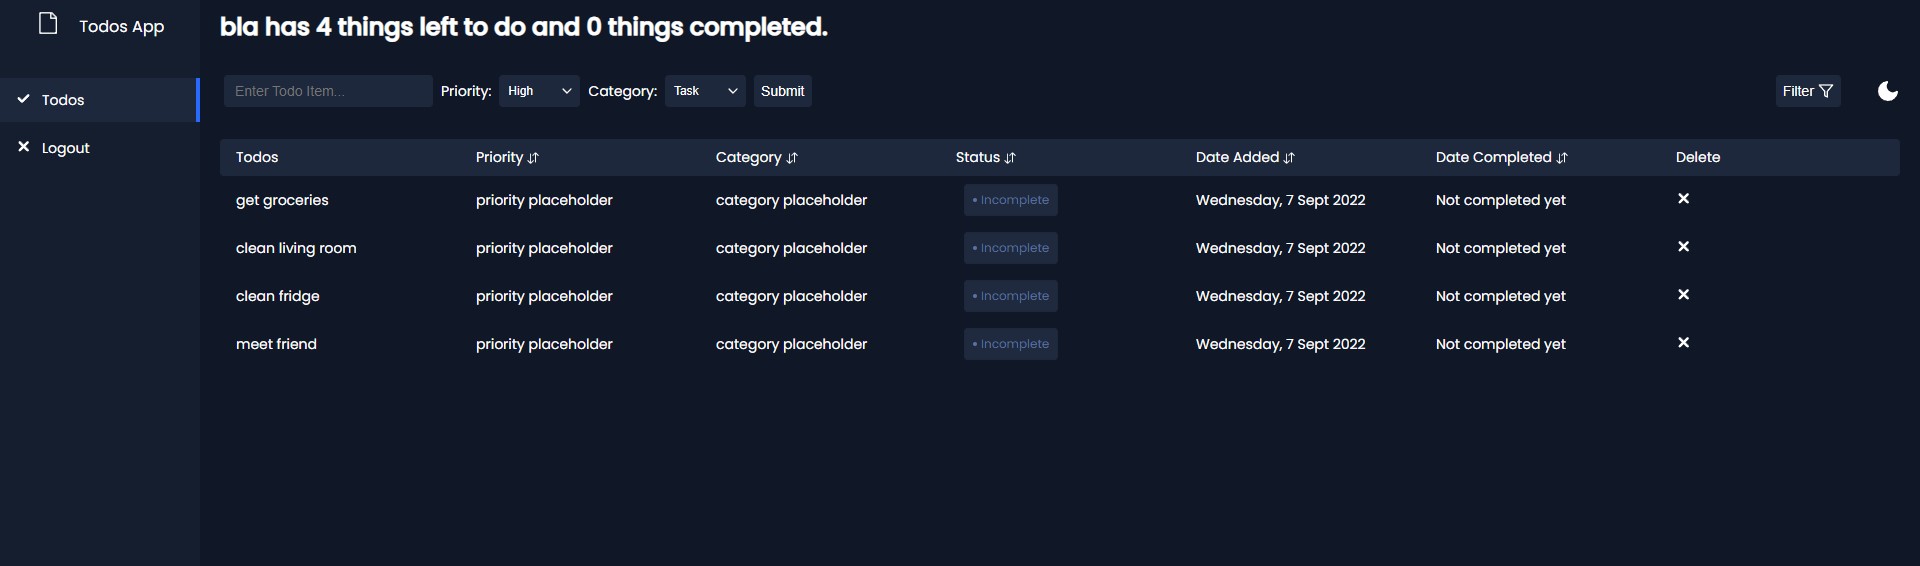 Todos App
bla has 4 things left to do and 0 things completed.
Todos
Logout
Enter Todo Item... Priority: High Category: Task Submit Filter
Todos Priority Category Status Date Added Date Completed Delete
get groceries priority placeholder category placeholder • Incomplete Wednesday, 7 Sept 2022 Not completed yet
clean living room priority placeholder category placeholder • Incomplete Wednesday, 7 Sept 2022 Not completed yet
clean fridge priority placeholder category placeholder • Incomplete Wednesday, 7 Sept 2022 Not completed yet
meet friend priority placeholder category placeholder • Incomplete Wednesday, 7 Sept 2022 Not completed yet